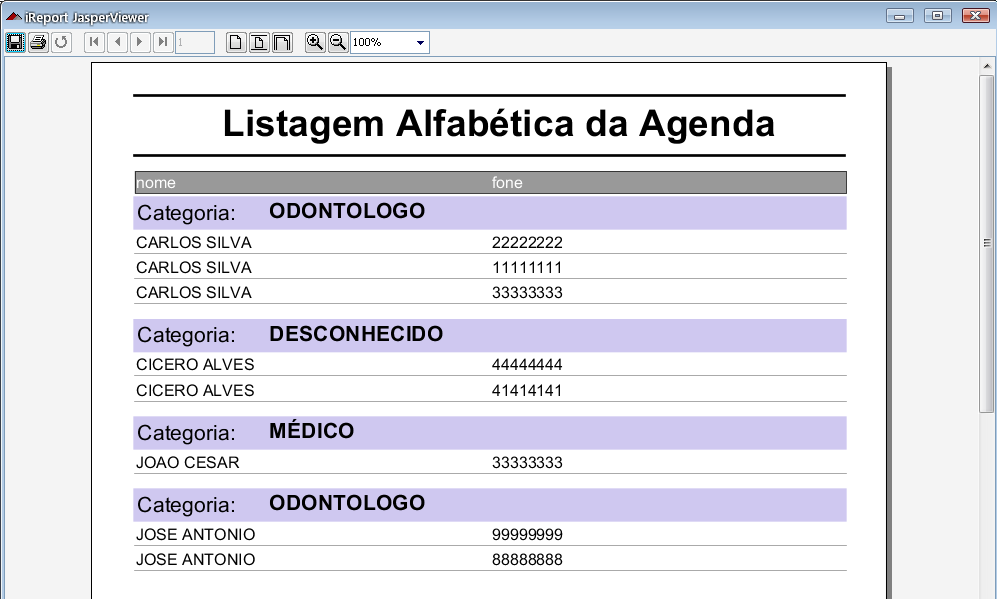 iReport JasperViewer
1
100%
Listagem Alfabética da Agenda
nome fone
Categoria: ODONTOLOGO
CARLOS SILVA 22222222
CARLOS SILVA 11111111
CARLOS SILVA 33333333
Categoria: DESCONHECIDO
CICERO ALVES 44444444
CICERO ALVES 41414141
Categoria: MÉDICO
JOAO CESAR 33333333
Categoria: ODONTOLOGO
JOSE ANTONIO 99999999
JOSE ANTONIO 88888888